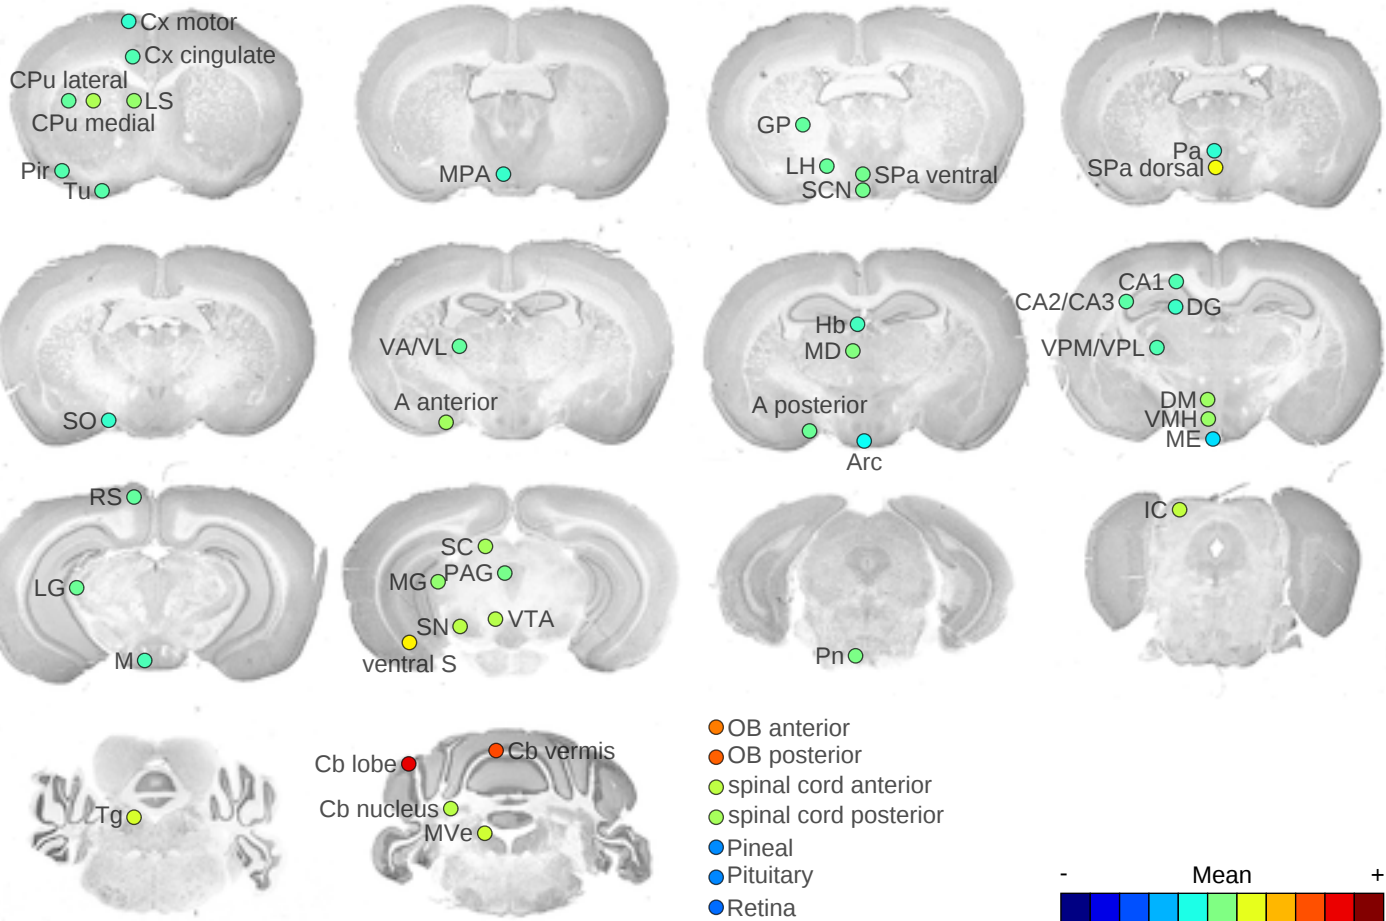 Cx motor
Cx cingulate
CPu lateral
LS
CPu medial
Pir
Tu
MPA
GP
LH
SPa ventral
SCN
Pa
SPa dorsal
SO
VA/VL
A anterior
Hb
MD
A posterior
Arc
CA1
CA2/CA3
DG
VPM/VPL
DM
VMH
ME
RS
LG
M
SC
PAG
MG
VTA
SN
ventral S
Pn
IC
Tg
Cb lobe
Cb vermis
Cb nucleus
MVe
OB anterior
OB posterior
spinal cord anterior
spinal cord posterior
Pineal
Pituitary
Retina
- Mean +